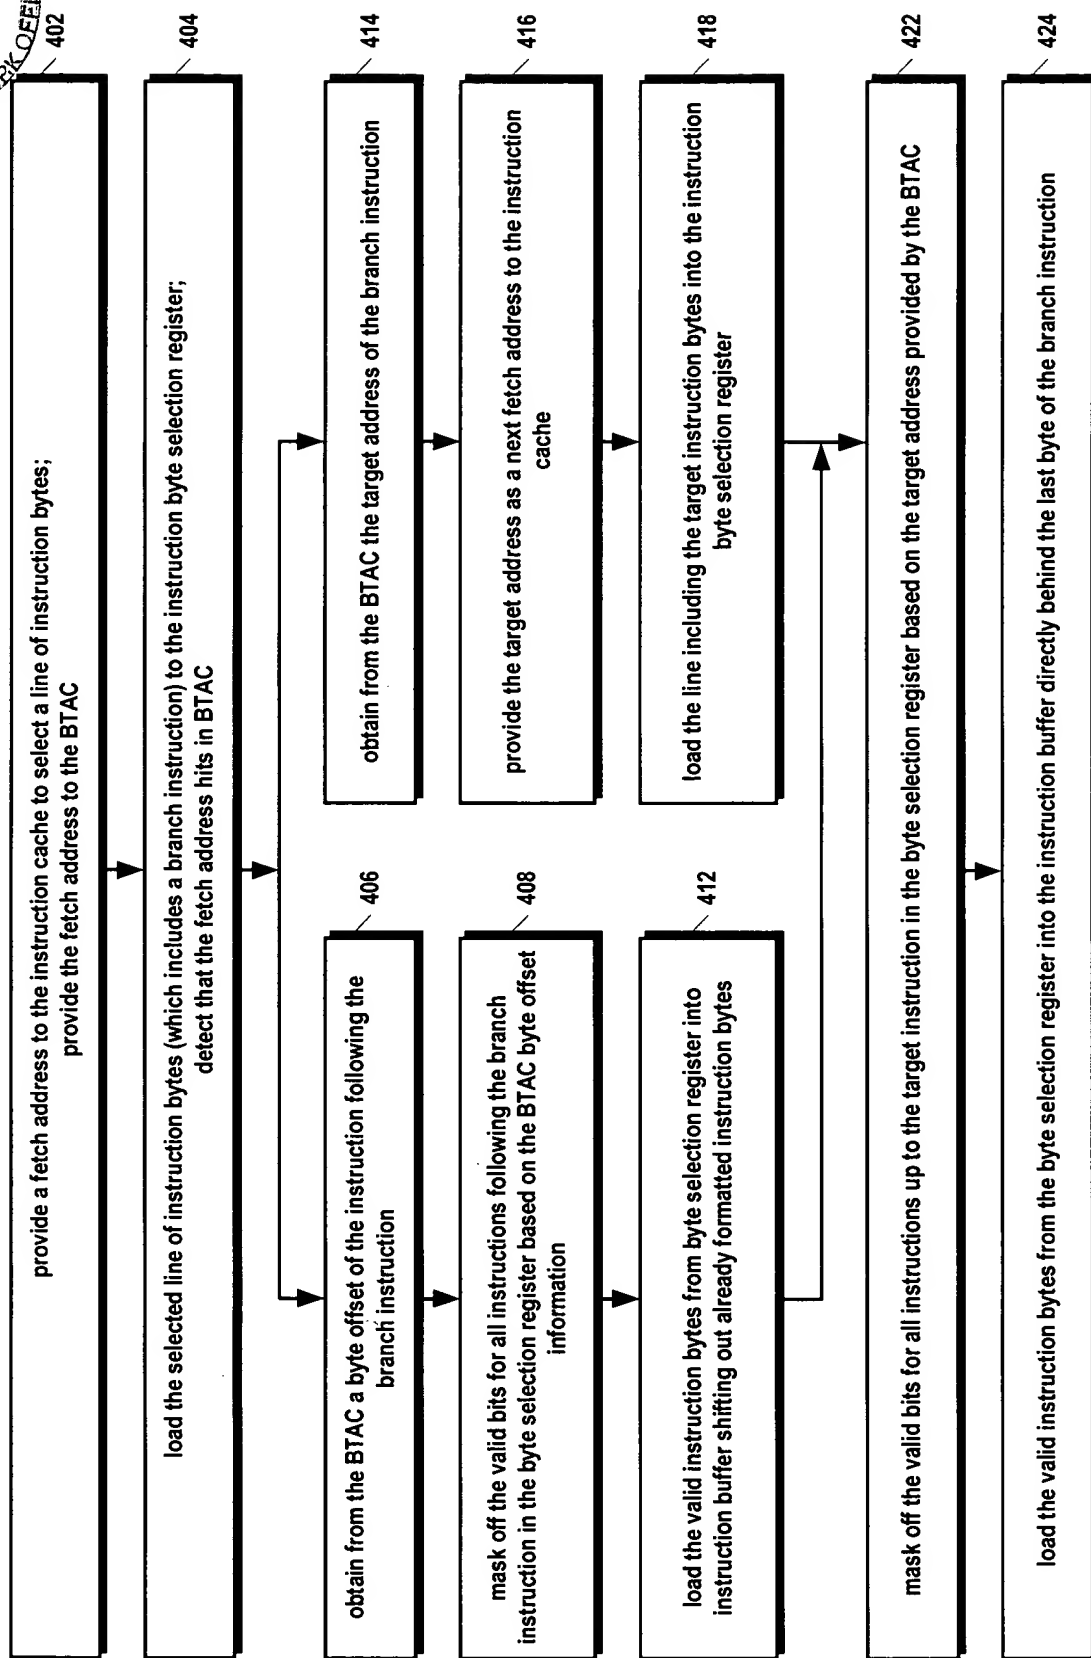 402
provide a fetch address to the instruction cache to select a line of instruction bytes;
provide the fetch address to the BTAC
404
load the selected line of instruction bytes (which includes a branch instruction) to the instruction byte selection register;
detect that the fetch address hits in BTAC
406
obtain from the BTAC a byte offset of the instruction following the
branch instruction
408
mask off the valid bits for all instructions following the branch
instruction in the byte selection register based on the BTAC byte offset
information
412
load the valid instruction bytes from byte selection register into
instruction buffer shifting out already formatted instruction bytes
414
obtain from the BTAC the target address of the branch instruction
416
provide the target address as a next fetch address to the instruction
cache
418
load the line including the target instruction bytes into the instruction
byte selection register
422
mask off the valid bits for all instructions up to the target instruction in the byte selection register based on the target address provided by the BTAC
424
load the valid instruction bytes from the byte selection register into the instruction buffer directly behind the last byte of the branch instruction